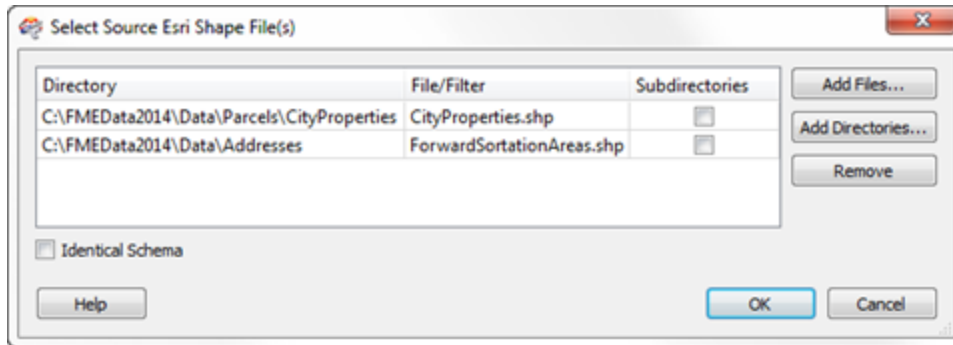 Select Source Esri Shape File(s)
Directory File/Filter Subdirectories
C:\FMEData2014\Data\Parcels\CityProperties CityProperties.shp
C:\FMEData2014\Data\Addresses ForwardSortationAreas.shp
Add Files...
Add Directories...
Remove
Identical Schema
Help OK Cancel